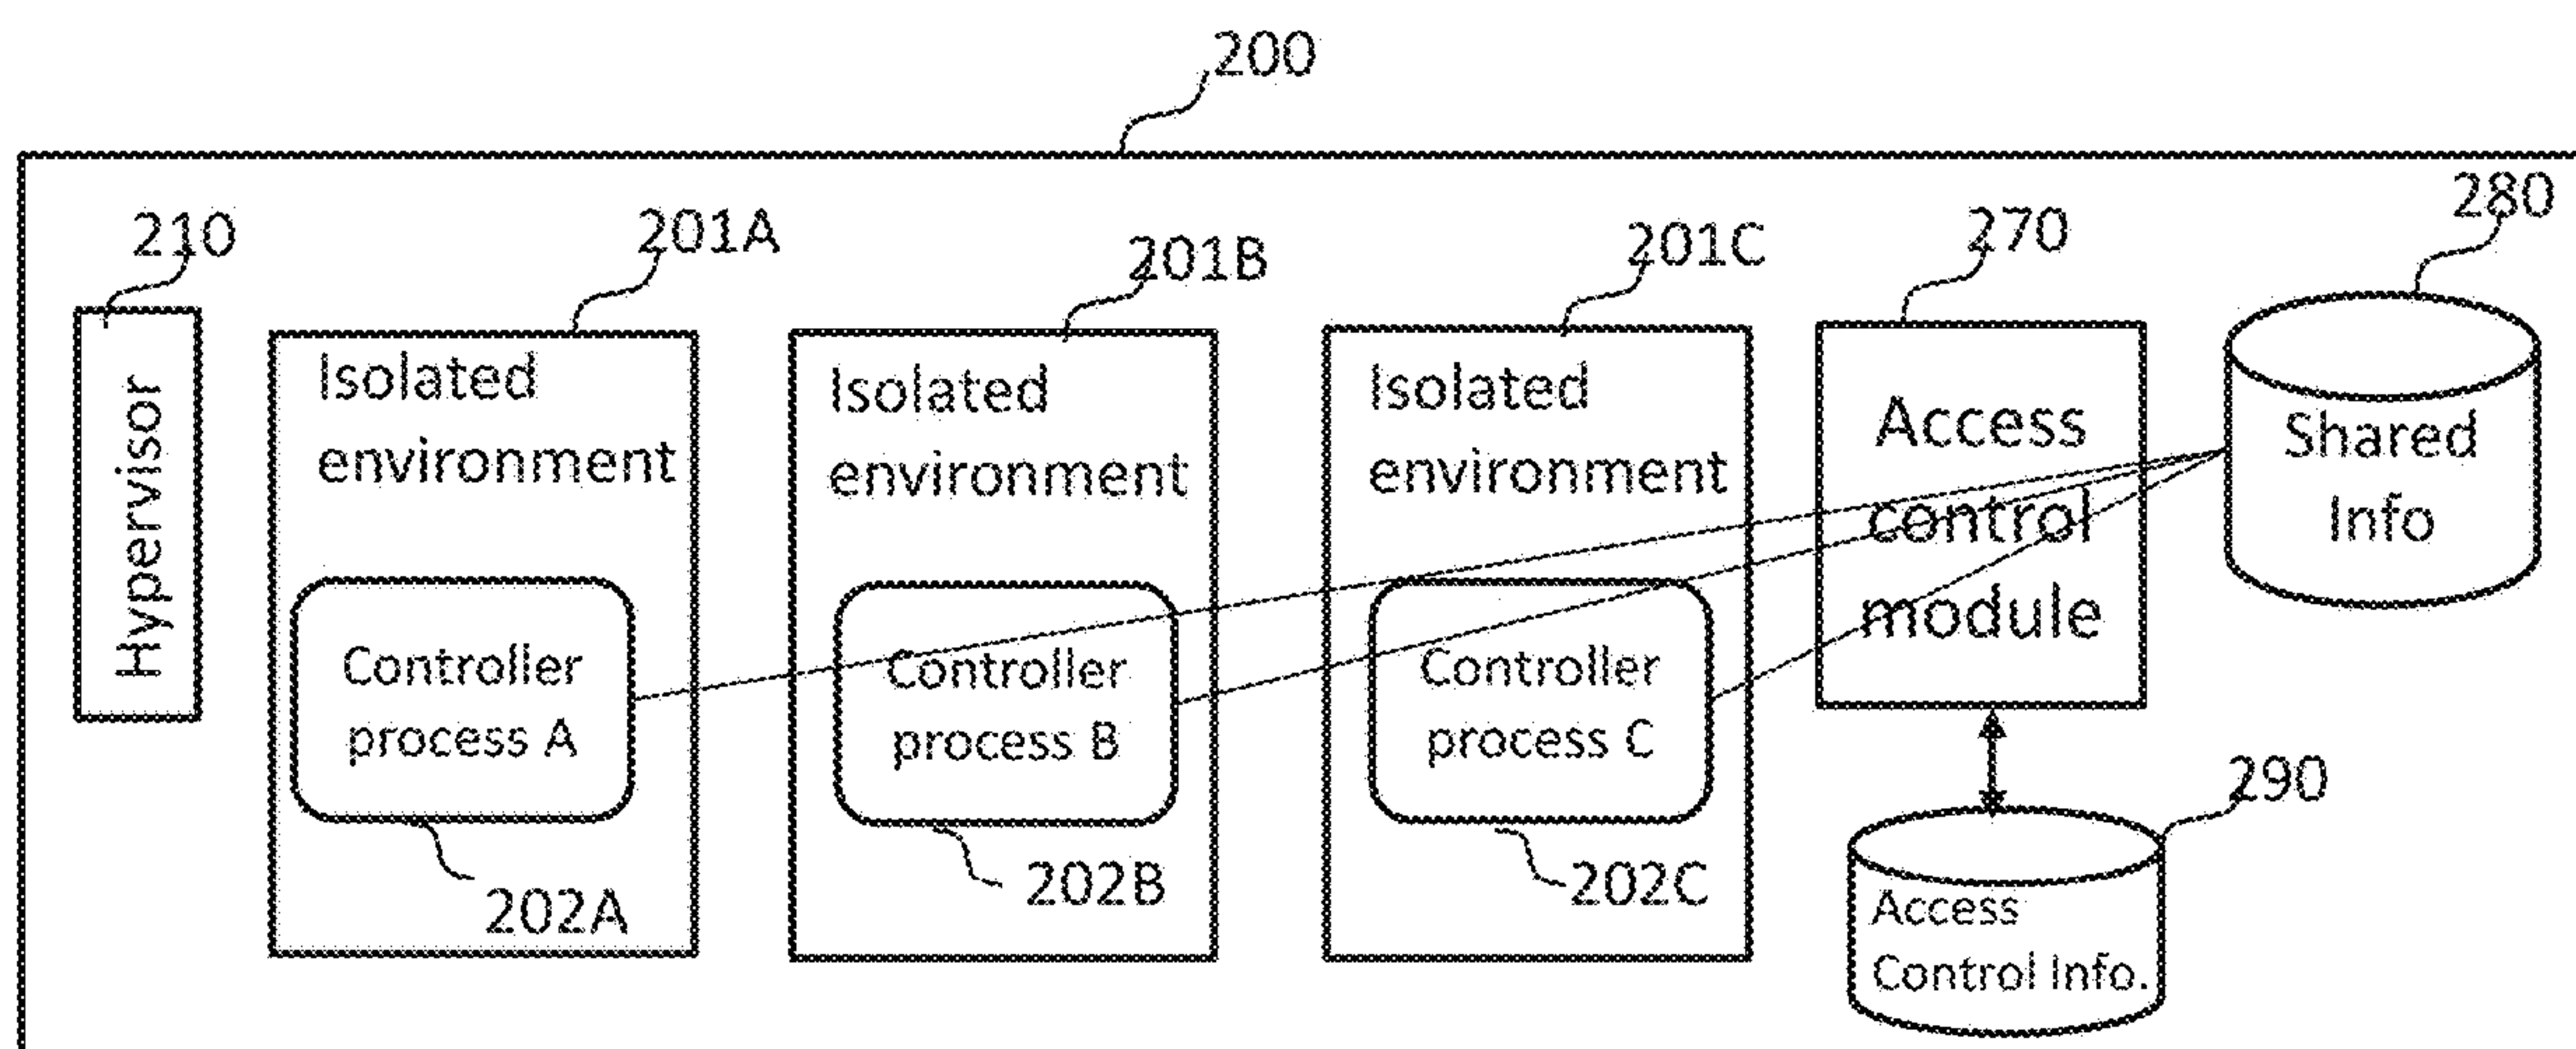 200
210
201A
201B
201C
270
280
Hypervisor
Isolated
environment
Controller
process A
202A
Isolated
environment
Controller
process B
202B
Isolated
environment
Controller
process C
202C
Access
control
module
Shared
Info
290
Access
Control Info.